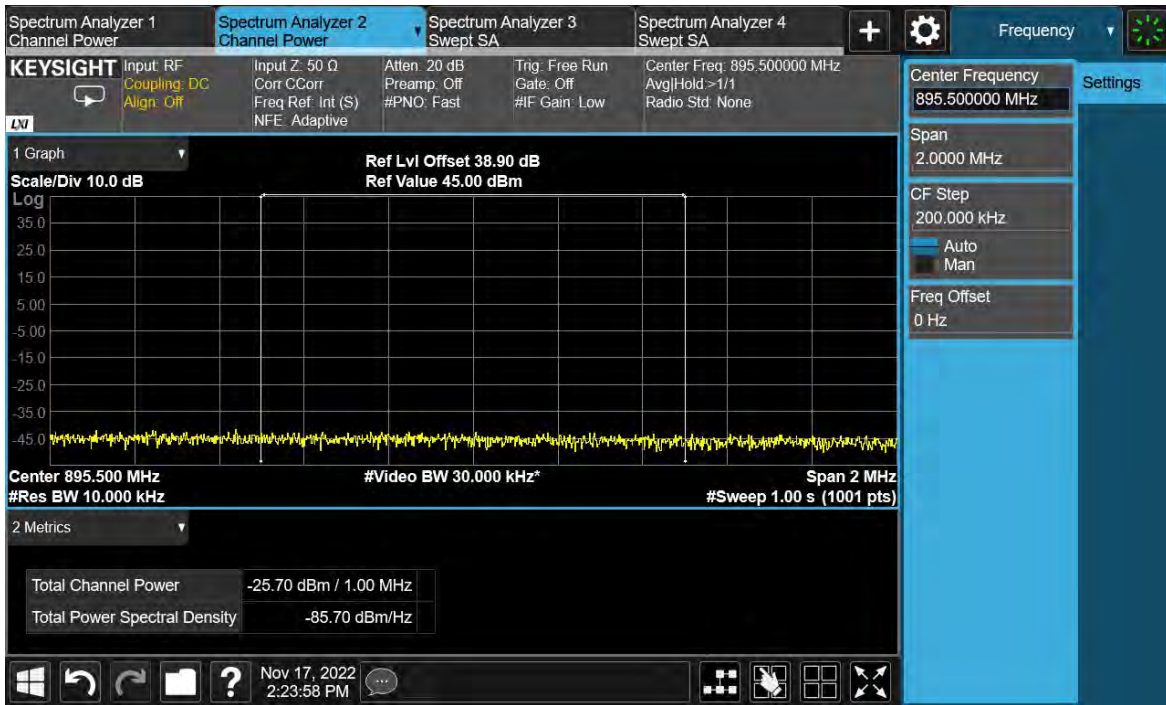 Spectrum Analyzer 1
Channel Power
Spectrum Analyzer 2
Channel Power
Spectrum Analyzer 3
Swept SA
Spectrum Analyzer 4
Swept SA
+
Frequency
KEYSIGHT
LXI
Input: RF
Coupling: DC
Align: Off
Input Z: 50 Ω
Corr CCorr
Freq Ref: Int (S)
NFE: Adaptive
Atten: 20 dB
Preamp: Off
#PNO: Fast
Trig: Free Run
Gate: Off
#IF Gain: Low
Center Freq: 895.500000 MHz
Avg|Hold:>1/1
Radio Std: None
Center Frequency
895.500000 MHz
Settings
Span
2.0000 MHz
CF Step
200.000 kHz
Auto
Man
Freq Offset
0 Hz
1 Graph
Scale/Div 10.0 dB
Ref Lvl Offset 38.90 dB
Ref Value 45.00 dBm
Log
35.0
25.0
15.0
5.00
-5.00
-15.0
-25.0
-35.0
-45.0
Center 895.500 MHz
#Video BW 30.000 kHz*
Span 2 MHz
#Res BW 10.000 kHz
#Sweep 1.00 s (1001 pts)
2 Metrics
Total Channel Power -25.70 dBm / 1.00 MHz
Total Power Spectral Density -85.70 dBm/Hz
?
Nov 17, 2022
2:23:58 PM